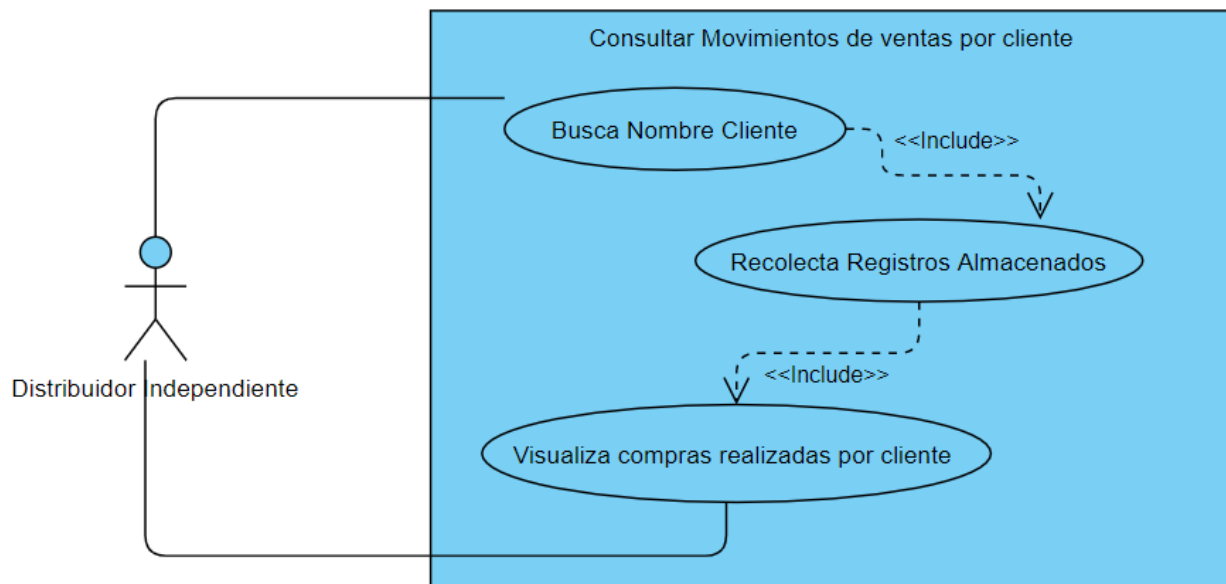 Consultar Movimientos de ventas por cliente
Busca Nombre Cliente
<<Include>>
Recolecta Registros Almacenados
<<Include>>
Distribuidor Independiente
Visualiza compras realizadas por cliente